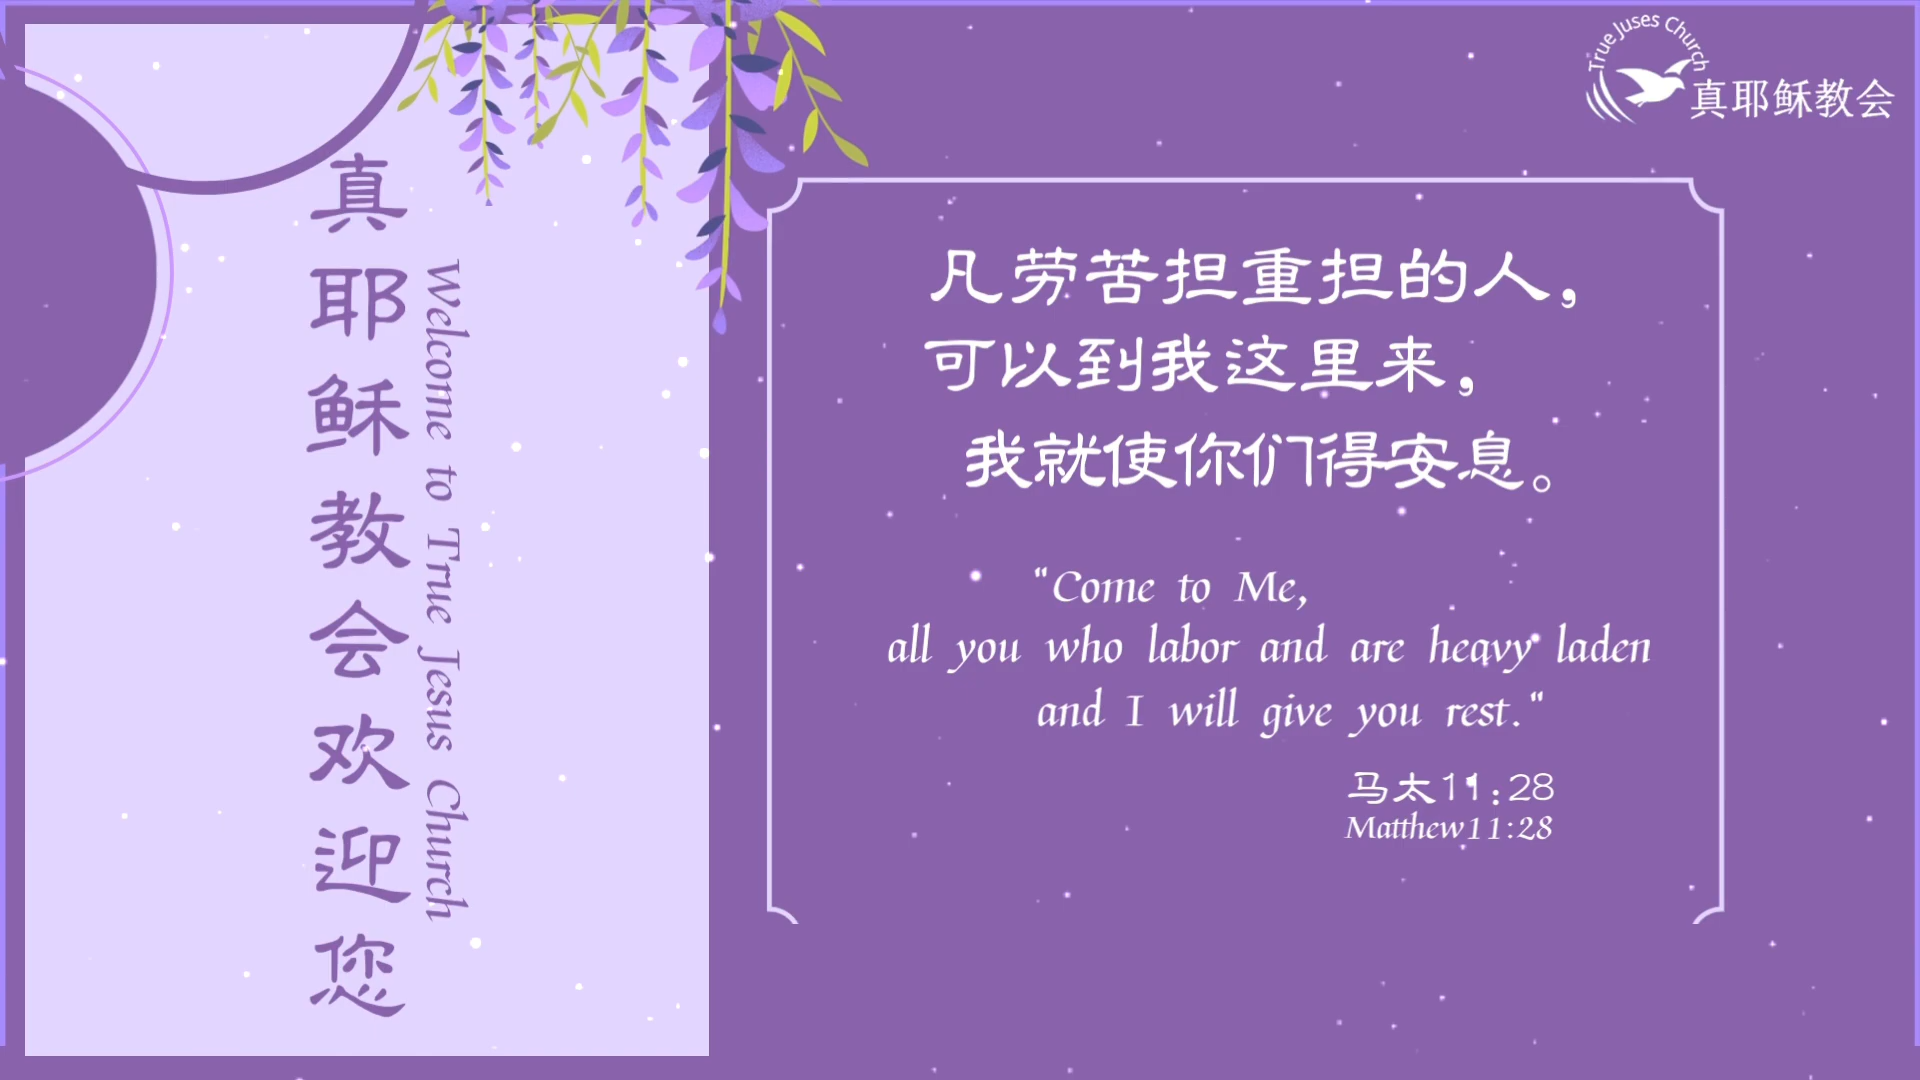 真耶稣教会欢迎您
Welcome to True Jesus Church
True Juses Church
真耶稣教会
凡劳苦担重担的人，
可以到我这里来，
我就使你们得安息。
"Come to Me,
all you who labor and are heavy laden
and I will give you rest."
马太11:28
Matthew11:28